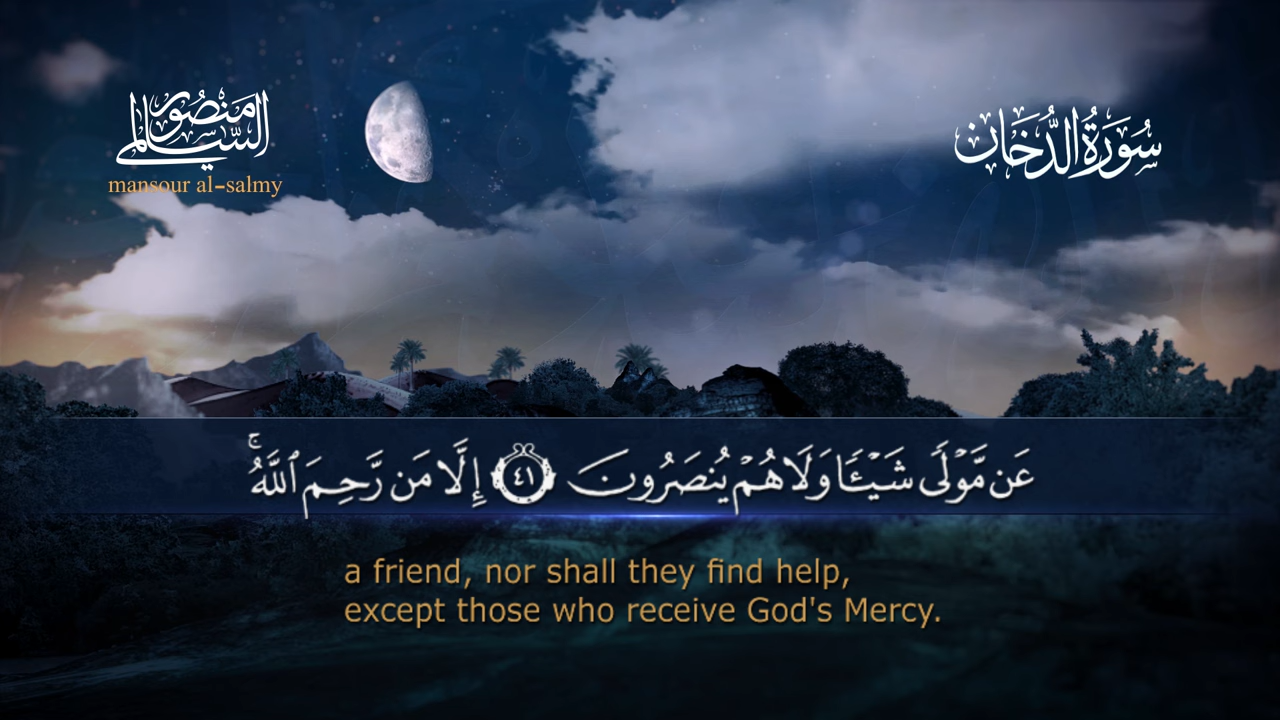 منصور السالمي
mansour al-salmy
سُورَةُ الدُّخَان
عَن مَّوْلًى شَيْـًٔا وَلَا هُمْ يُنصَرُونَ ٤١ إِلَّا مَن رَّحِمَ ٱللَّهُ ۚ
a friend, nor shall they find help,
except those who receive God's Mercy.